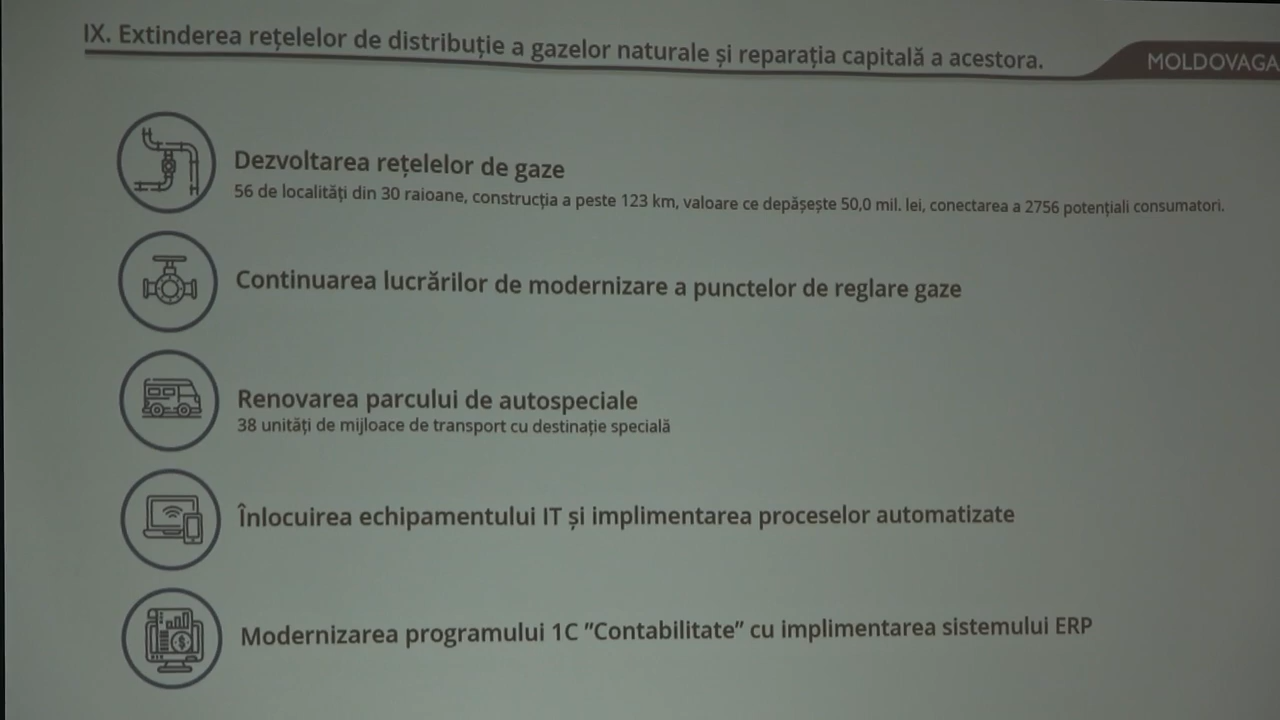 IX. Extinderea rețelelor de distribuție a gazelor naturale și reparația capitală a acestora.
MOLDOVAGA
Dezvoltarea rețelelor de gaze
56 de localități din 30 raioane, construcția a peste 123 km, valoare ce depășește 50,0 mil. lei, conectarea a 2756 potențiali consumatori.
Continuarea lucrărilor de modernizare a punctelor de reglare gaze
Renovarea parcului de autospeciale
38 unități de mijloace de transport cu destinație specială
Înlocuirea echipamentului IT și implimentarea proceselor automatizate
Modernizarea programului 1C ”Contabilitate” cu implimentarea sistemului ERP